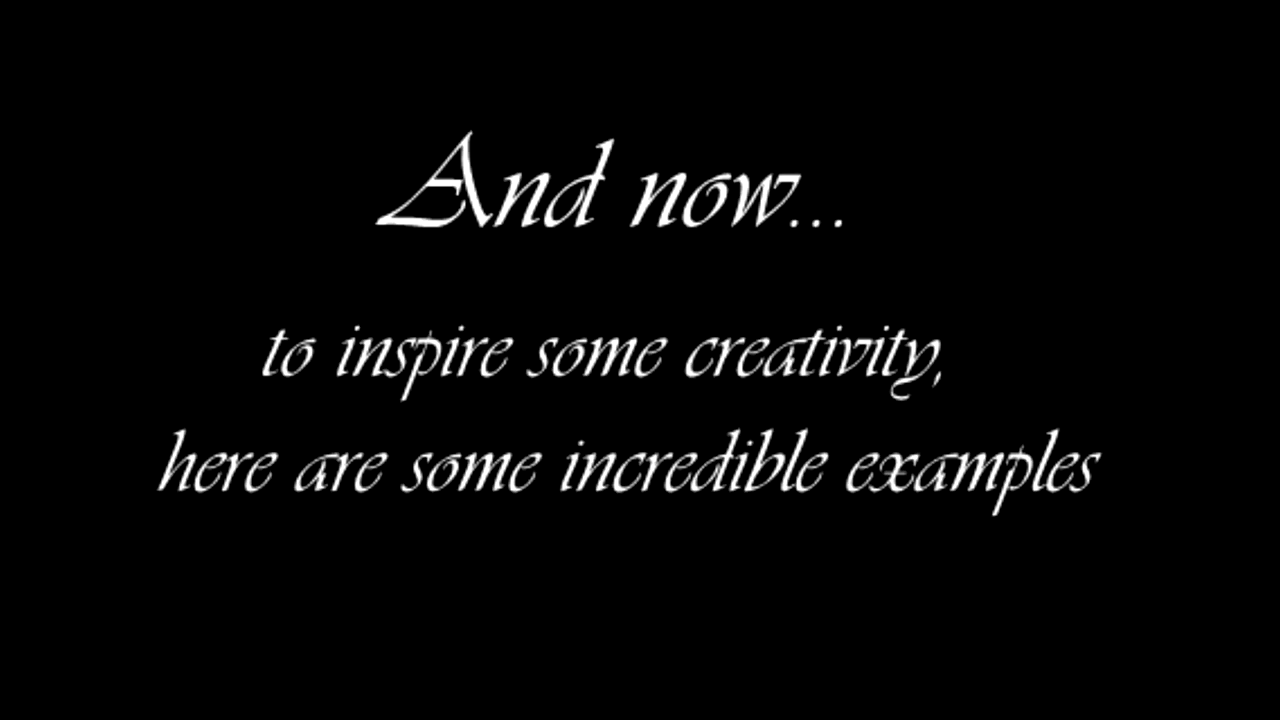 And now...
to inspire some creativity,
here are some incredible examples